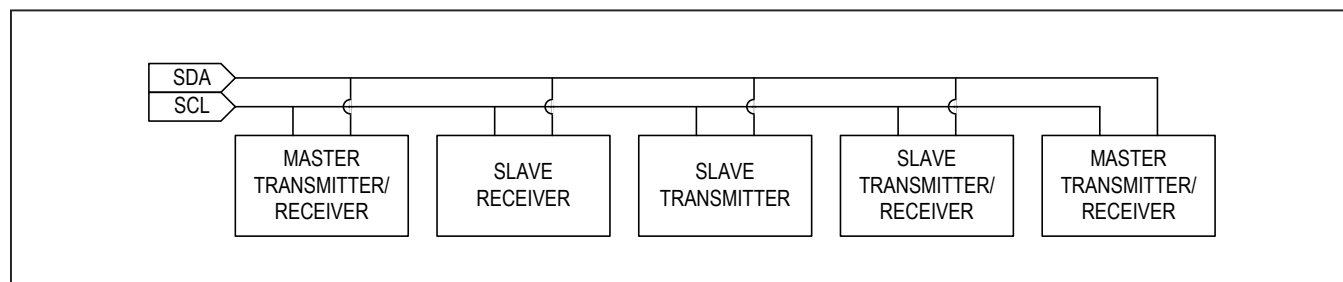 SDA
SCL
MASTER
TRANSMITTER/
RECEIVER
SLAVE
RECEIVER
SLAVE
TRANSMITTER
SLAVE
TRANSMITTER/
RECEIVER
MASTER
TRANSMITTER/
RECEIVER